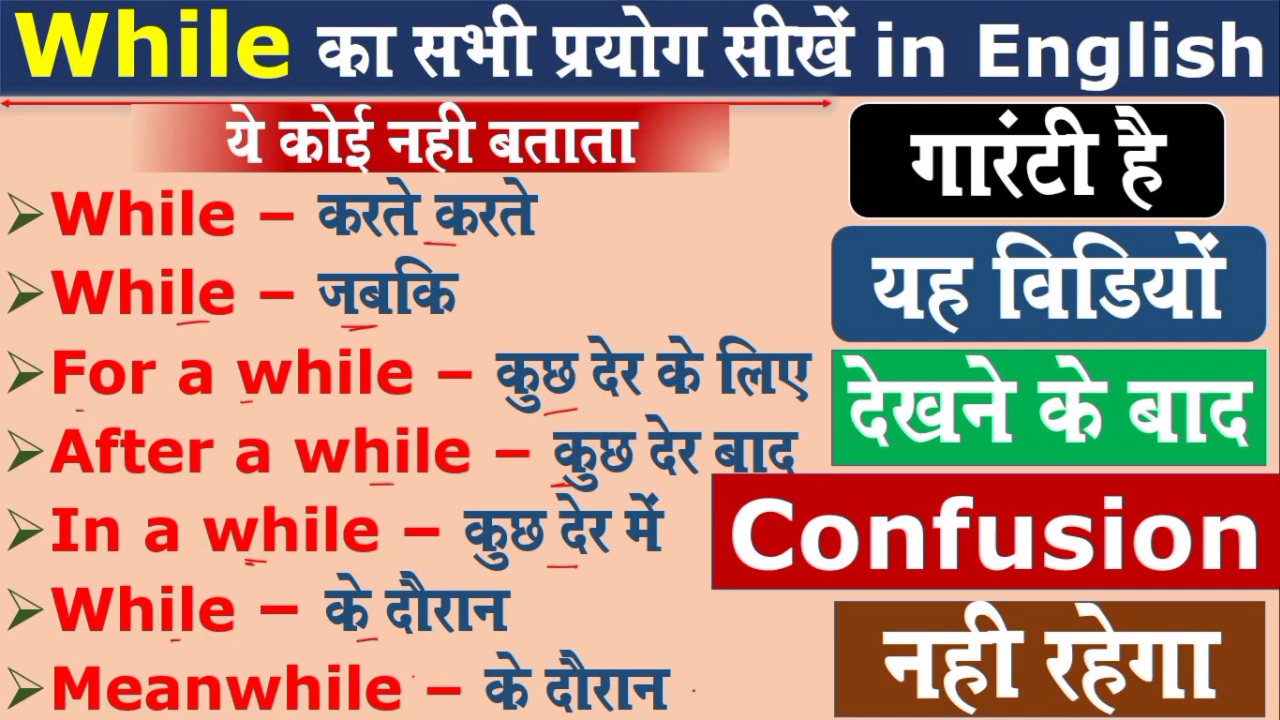 While का सभी प्रयोग सीखें in English
ये कोई नही बताता
While – करते करते
While – जबकि
For a while – कुछ देर के लिए
After a while – कुछ देर बाद
In a while – कुछ देर में
While – के दौरान
Meanwhile – के दौरान
गारंटी है
यह विडियों
देखने के बाद
Confusion
नही रहेगा